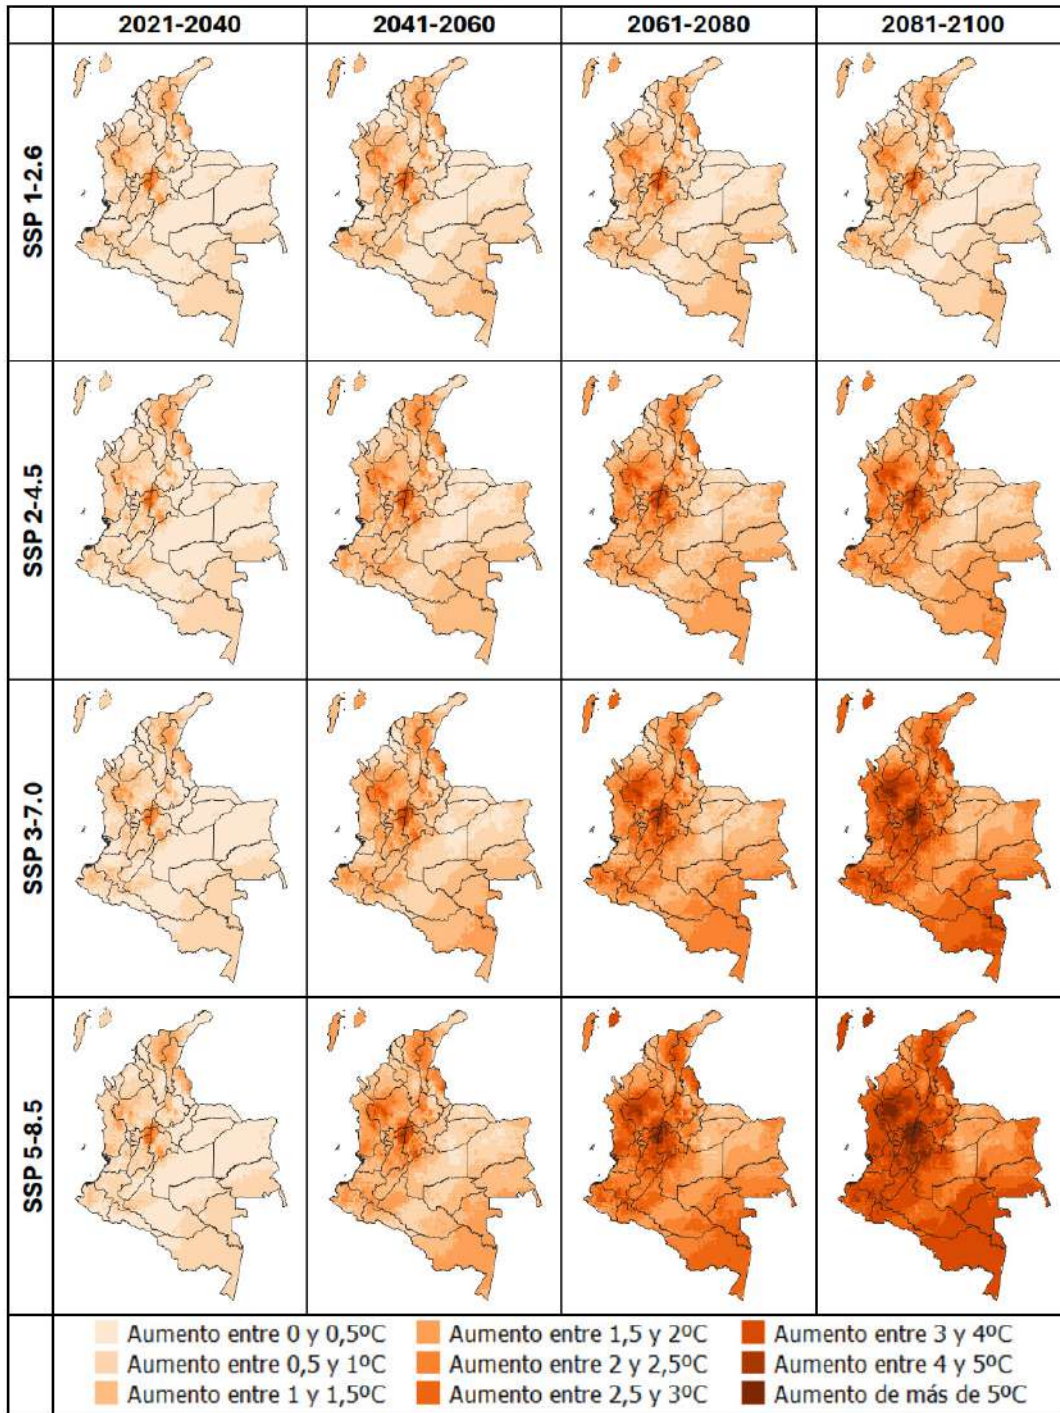 2021-2040 2041-2060 2061-2080 2081-2100
SSP 1-2.6
SSP 2-4.5
SSP 3-7.0
SSP 5-8.5
Aumento entre 0 y 0,5ºC
Aumento entre 0,5 y 1ºC
Aumento entre 1 y 1,5ºC
Aumento entre 1,5 y 2ºC
Aumento entre 2 y 2,5ºC
Aumento entre 2,5 y 3ºC
Aumento entre 3 y 4ºC
Aumento entre 4 y 5ºC
Aumento de más de 5ºC